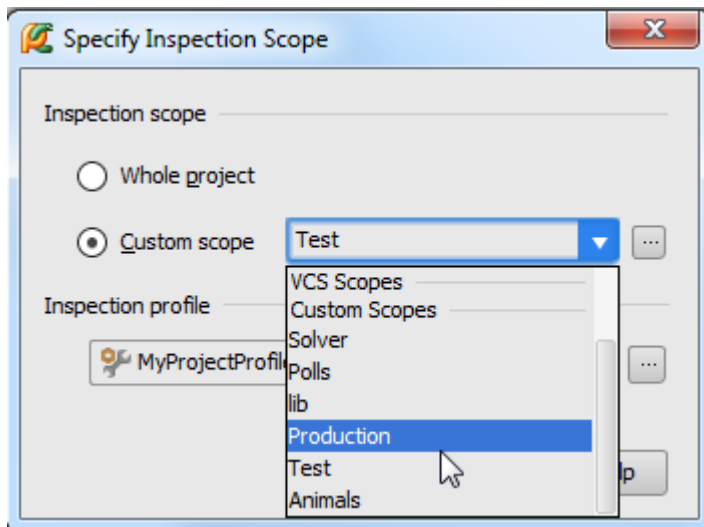 Specify Inspection Scope
Inspection scope
Whole project
Custom scope
Test
...
VCS Scopes
Custom Scopes
Inspection profile
Solver
MyProjectProfile
...
Polls
lib
Production
Test
Animals